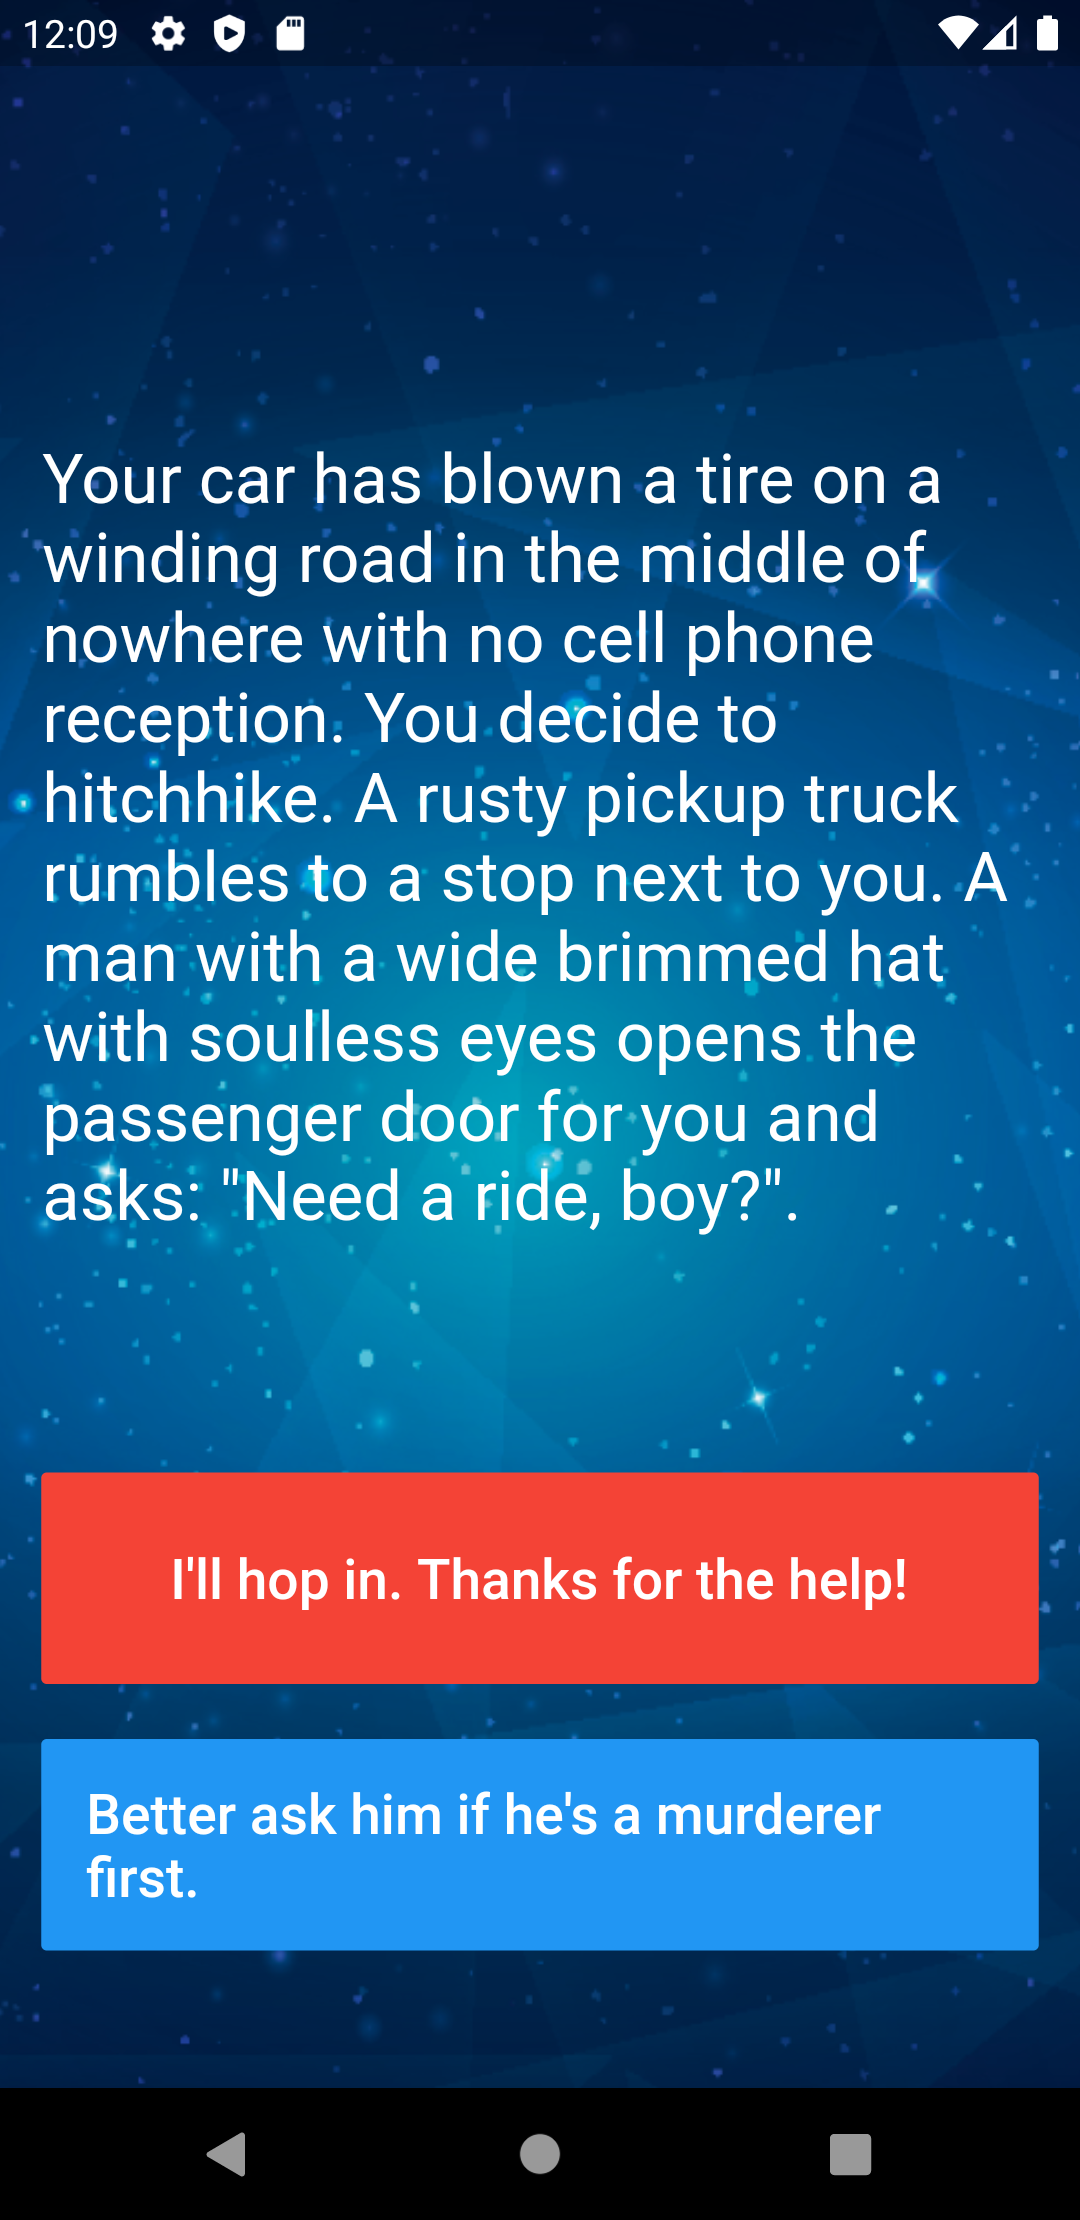 12:09
Your car has blown a tire on a
winding road in the middle of
nowhere with no cell phone
reception. You decide to
hitchhike. A rusty pickup truck
rumbles to a stop next to you. A
man with a wide brimmed hat
with soulless eyes opens the
passenger door for you and
asks: "Need a ride, boy?".
I'll hop in. Thanks for the help!
Better ask him if he's a murderer
first.